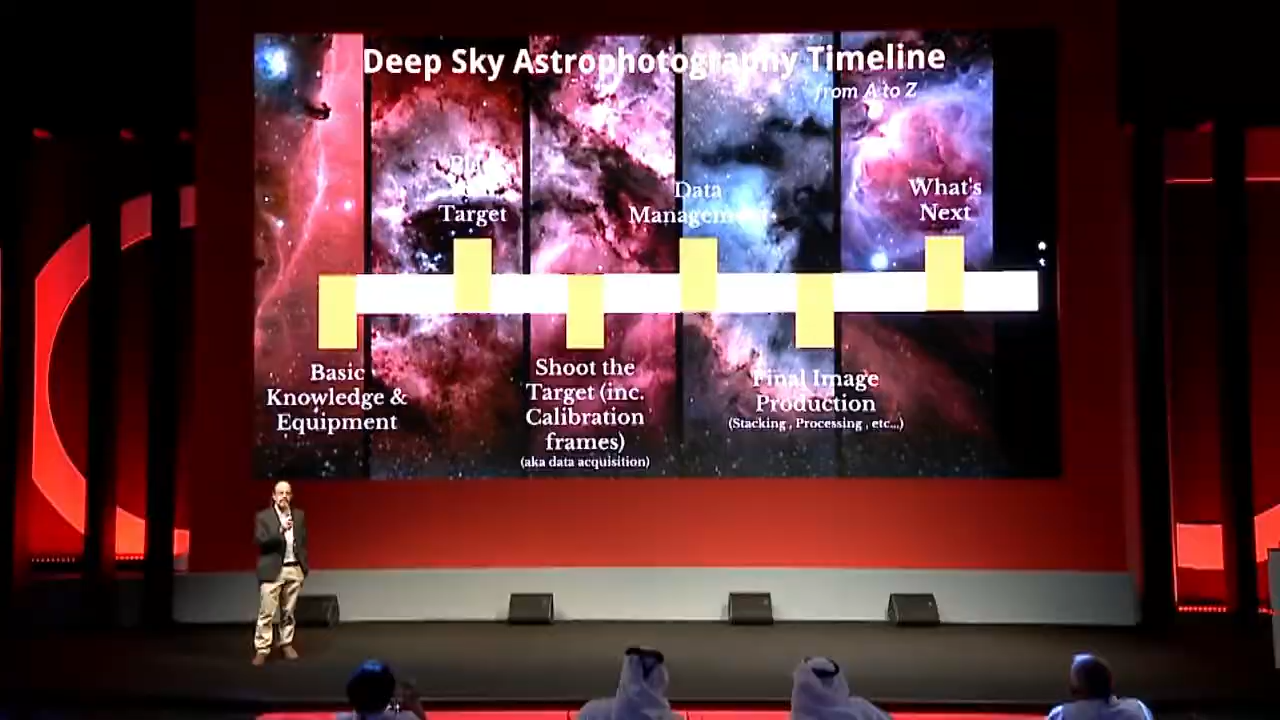 Deep Sky Astrophotography Timeline
from A to Z
Target
Data
Management
What's
Next
Basic
Knowledge &
Equipment
Shoot the
Target (inc.
Calibration
frames)
(aka data acquisition)
Final Image
Production
(Stacking , Processing , etc...)